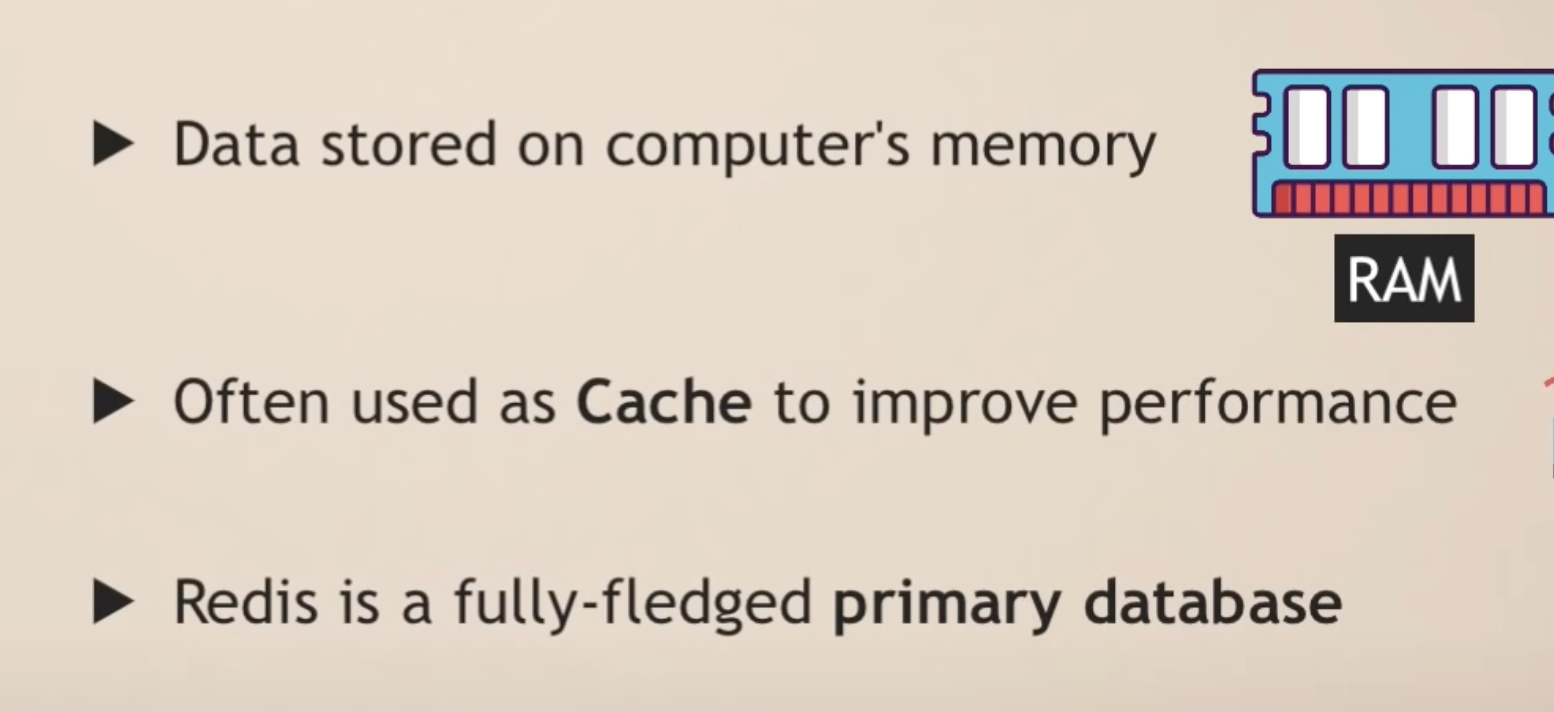 Data stored on computer's memory
RAM
Often used as Cache to improve performance
Redis is a fully-fledged primary database